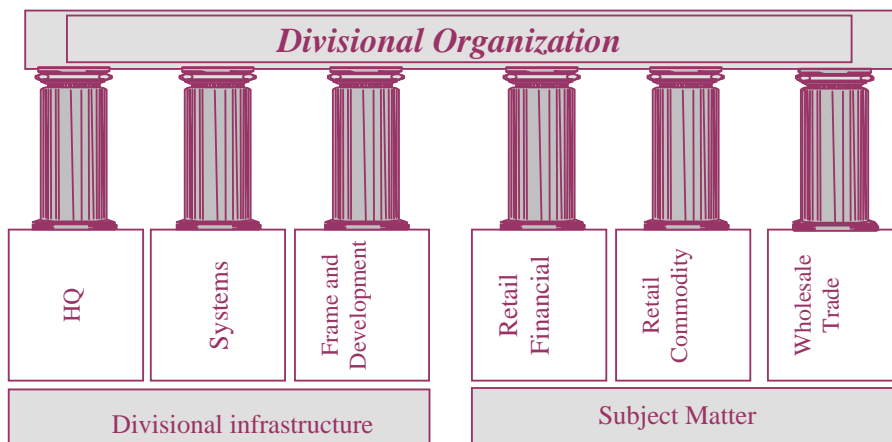 Divisional Organization
HQ
Systems
Frame and
Development
Retail
Financial
Retail
Commodity
Wholesale
Trade
Divisional infrastructure
Subject Matter